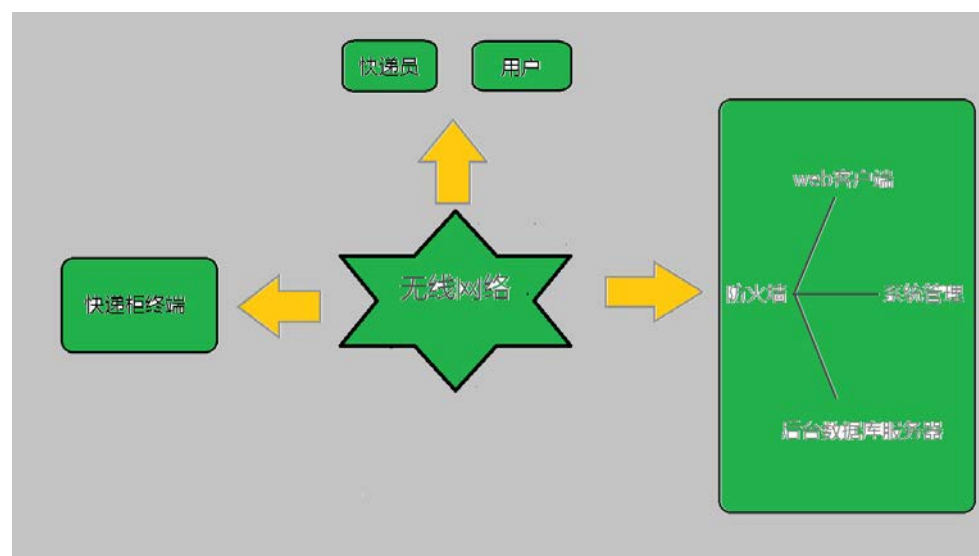 快递员
用户
web客户端
无线网络
快递柜终端
防火墙
系统管理
后台数据库服务器